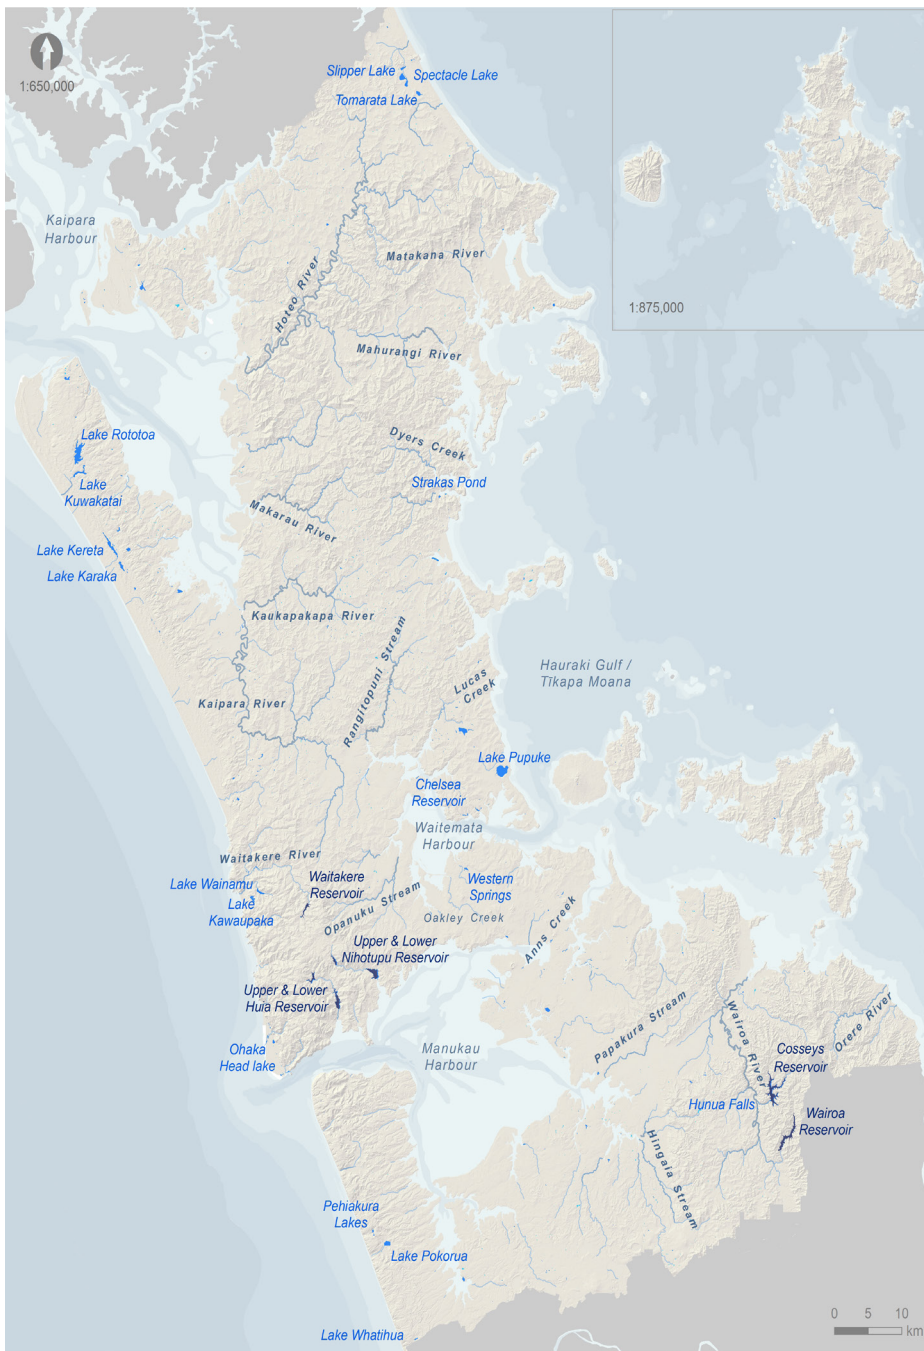 1:650,000
Slipper Lake
Spectacle Lake
Tomarata Lake
Kaipara
Harbour
Matakana River
Hoteo River
1:875,000
Mahurangi River
Lake Rototoa
Dyers Creek
Lake
Kuwakatai
Strakas Pond
Makarau River
Lake Kereta
Lake Karaka
Kaukapakapa River
Rangitopuni Stream
Hauraki Gulf /
Tīkapa Moana
Lucas
Creek
Kaipara River
Lake Pupuke
Chelsea
Reservoir
Waitemata
Harbour
Waitakere River
Lake Wainamu
Waitakere
Reservoir
Western
Springs
Lake
Kawaupaka
Opanuku Stream
Oakley Creek
Anns Creek
Upper & Lower
Nihotupu Reservoir
Upper & Lower
Huia Reservoir
Papakura Stream
Wairoa River
Orere River
Ohaka
Head lake
Manukau
Harbour
Cosseys
Reservoir
Hunua Falls
Wairoa
Reservoir
Hingaia Stream
Pehiakura
Lakes
Lake Pokorua
0 5 10
km
Lake Whatihua